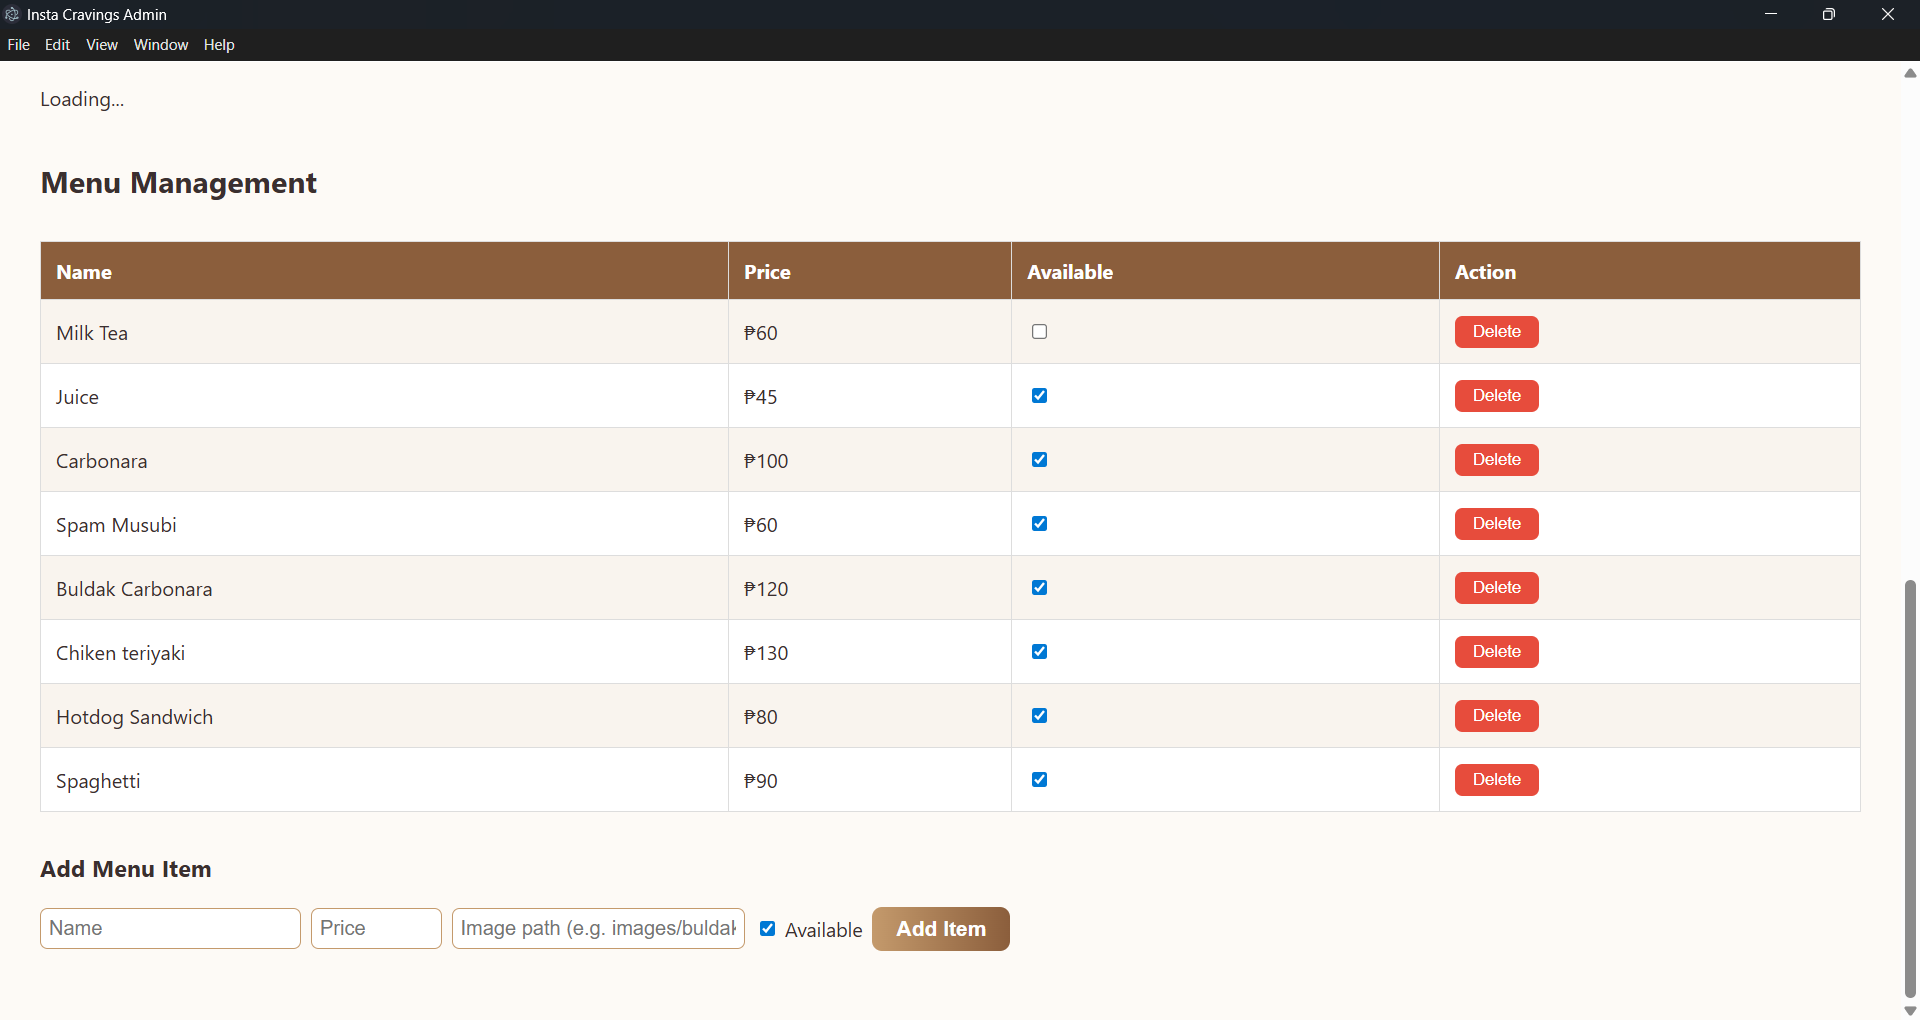 Insta Cravings Admin
File Edit View Window Help
Loading...
Menu Management
Name Price Available Action
Milk Tea ₱60 Delete
Juice ₱45 Delete
Carbonara ₱100 Delete
Spam Musubi ₱60 Delete
Buldak Carbonara ₱120 Delete
Chiken teriyaki ₱130 Delete
Hotdog Sandwich ₱80 Delete
Spaghetti ₱90 Delete
Add Menu Item
Name Price Image path (e.g. images/buldak Available Add Item